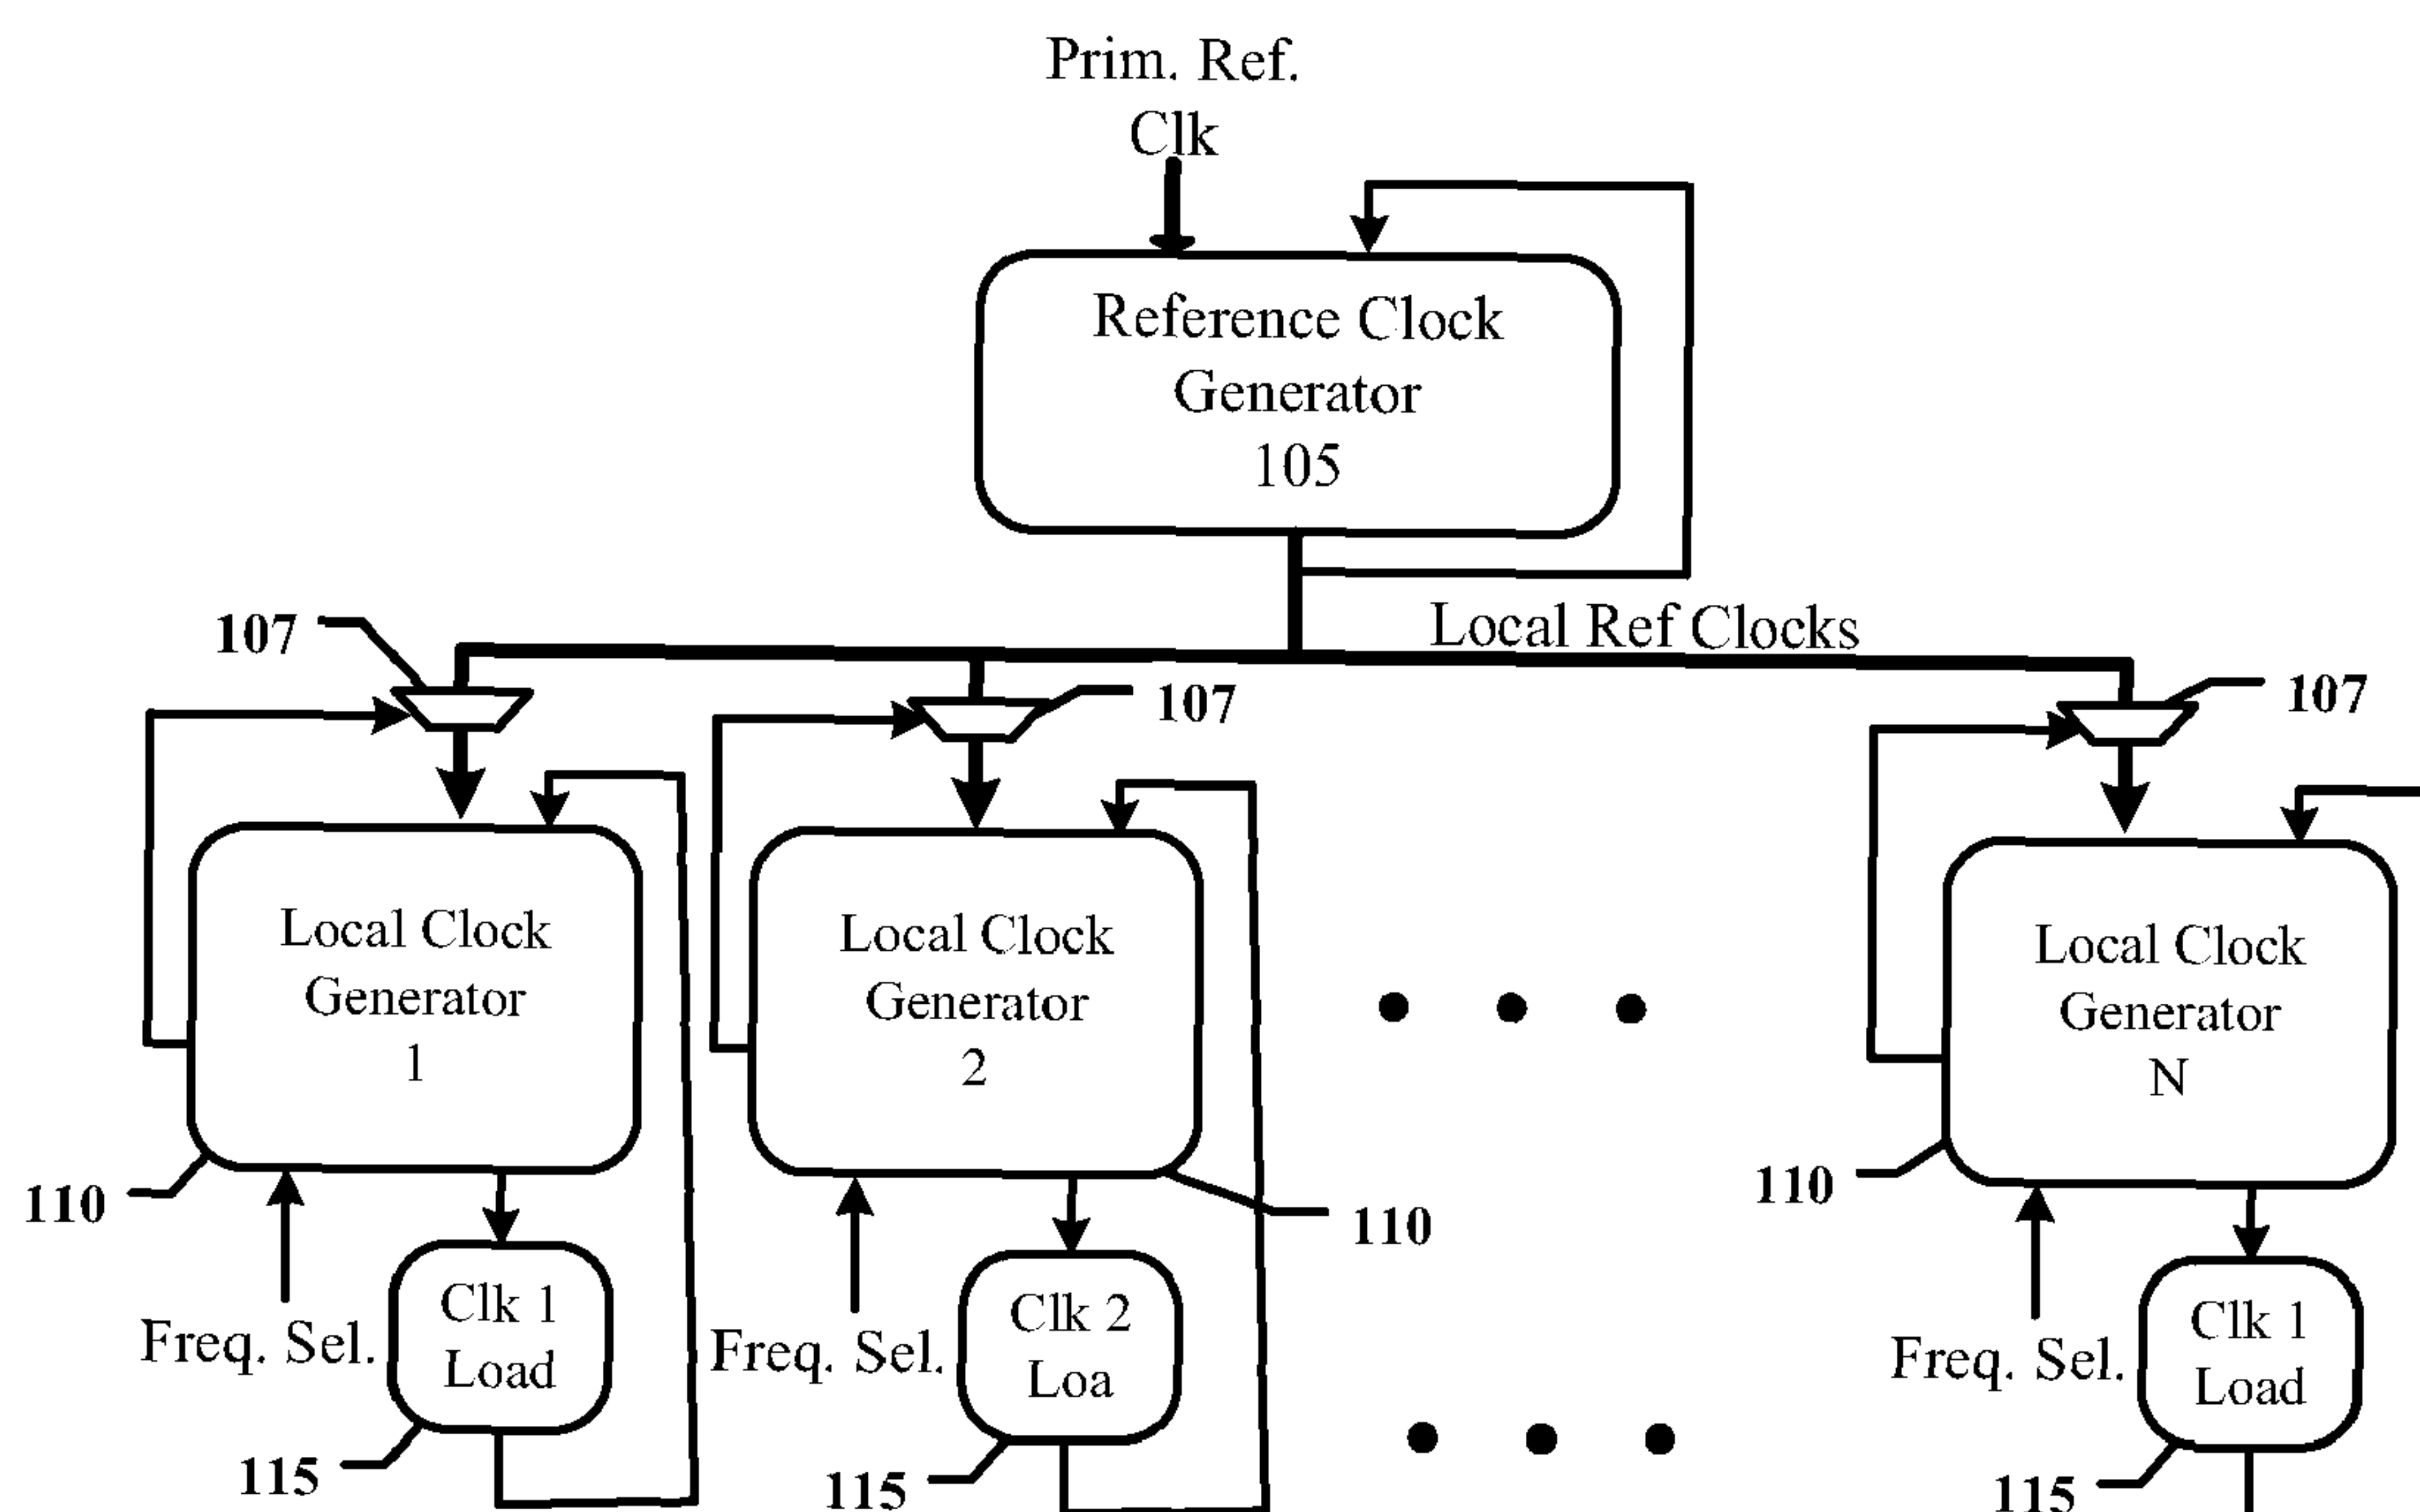 Prim. Ref.
Clk
Reference Clock
Generator
105
Local Ref Clocks
107
107
107
Local Clock
Generator
1
Local Clock
Generator
2
Local Clock
Generator
N
110
110
110
Freq. Sel.
Clk 1
Load
Freq. Sel.
Clk 2
Loa
Freq. Sel.
Clk 1
Load
115
115
115